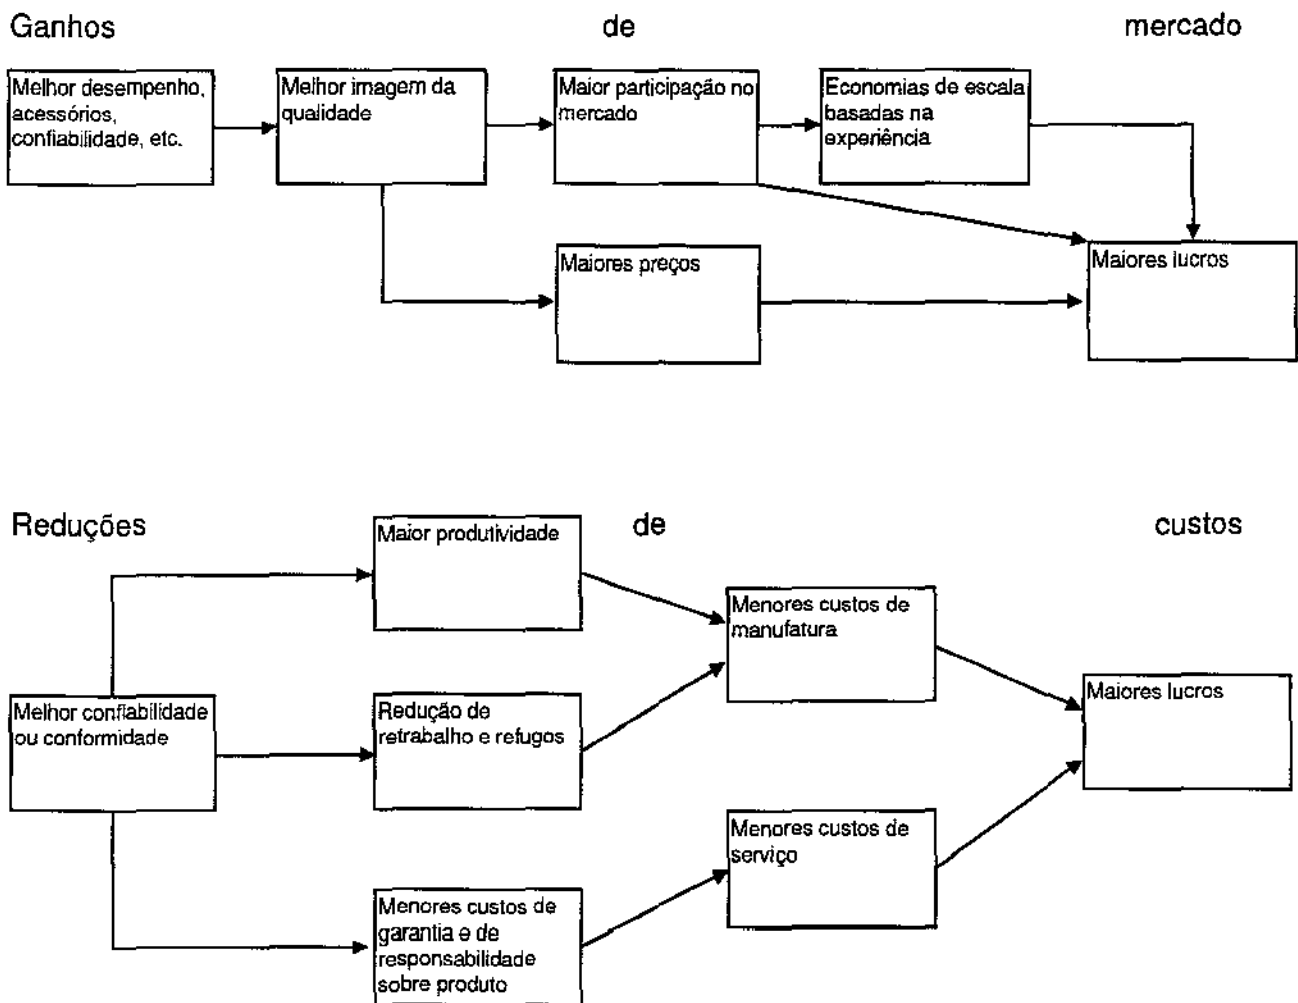 Ganhos de mercado
Melhor desempenho,
acessórios,
confiabilidade, etc.
Melhor imagem da
qualidade
Maior participação no
mercado
Economias de escala
basadas na
experiência
Maiores preços
Maiores lucros
Reduções de custos
Maior produtividade
Menores custos de
manufatura
Melhor confiabilidade
ou conformidade
Redução de
retrabalho e refugos
Maiores lucros
Menores custos de
serviço
Menores custos de
garantia e de
responsabilidade
sobre produto